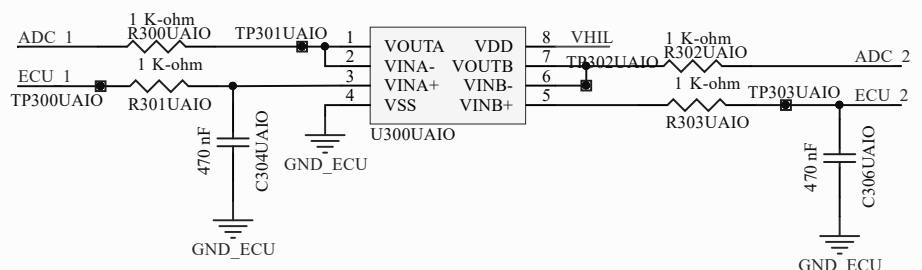 1 K-ohm
ADC_1
R300UAIO
TP301UAIO
1
VOUTA
VDD
8
VHIL
1 K-ohm
R302UAIO
ADC_2
2
VINA-
VOUTB
7
TP302UAIO
ECU_1
1 K-ohm
3
VINA+
VINB-
6
1 K-ohm
TP303UAIO
ECU_2
TP300UAIO
R301UAIO
4
VSS
VINB+
5
R303UAIO
U300UAIO
470 nF
C304UAIO
GND_ECU
470 nF
C306UAIO
GND_ECU
GND_ECU